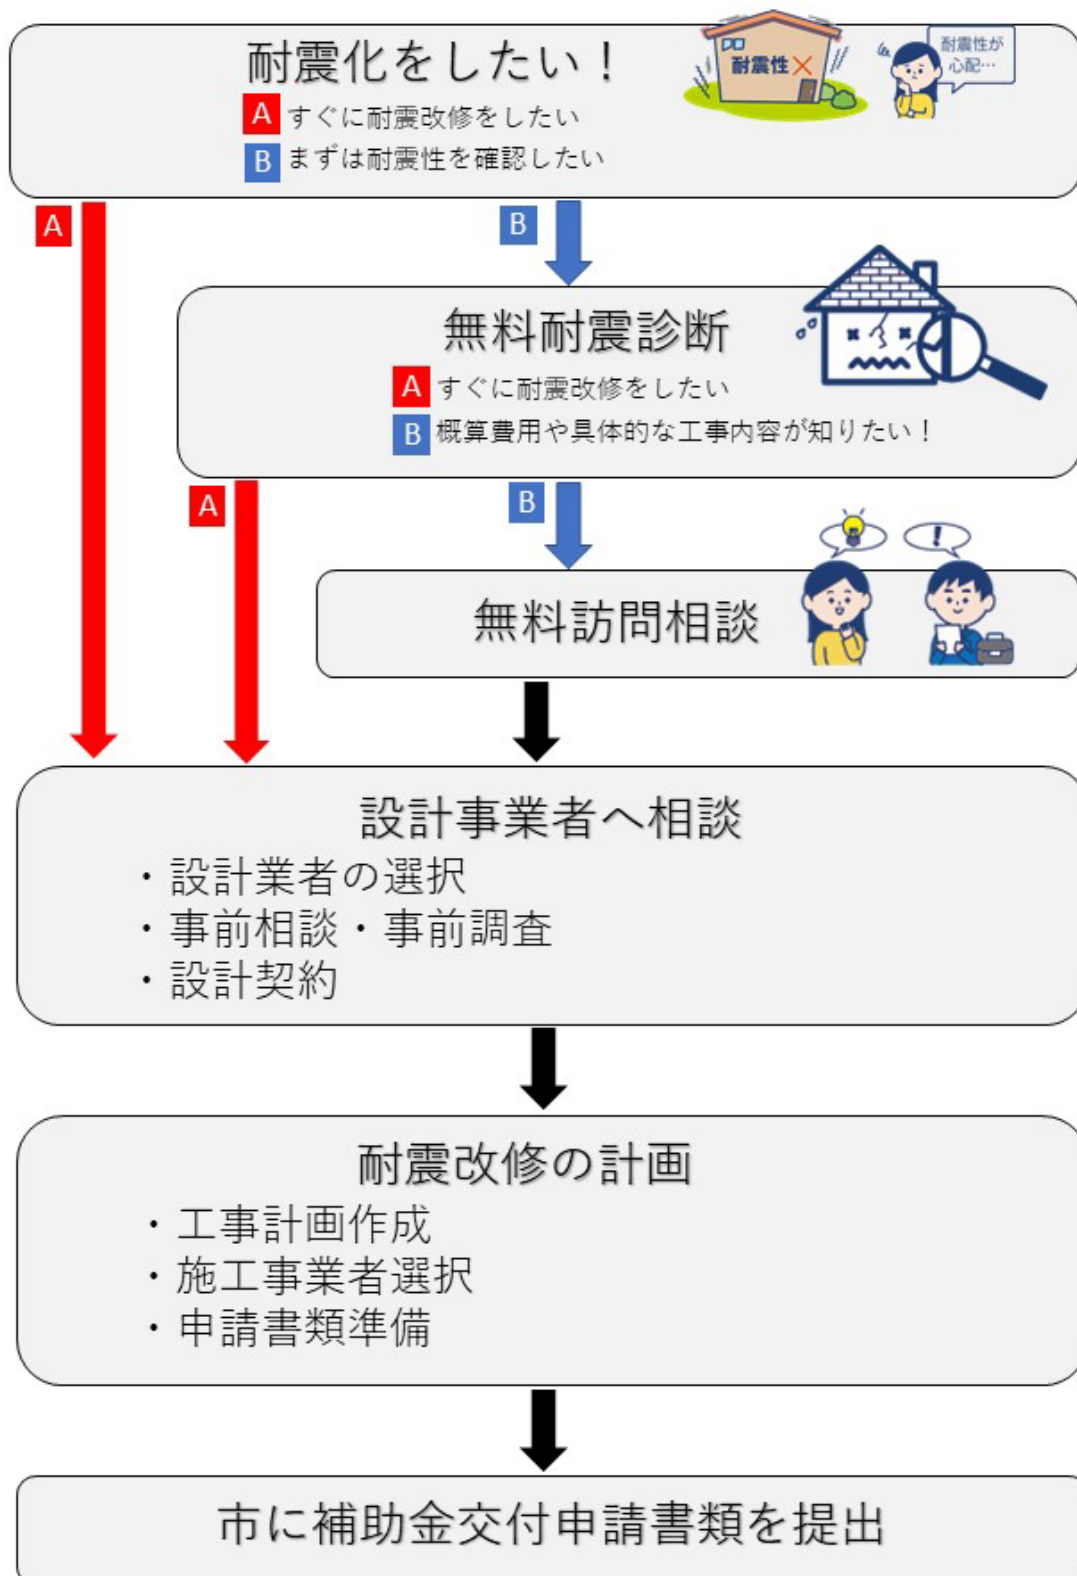 耐震化をしたい！
耐震性×
耐震性が
心配…
A すぐに耐震改修をしたい
B まずは耐震性を確認したい
A
B
無料耐震診断
A すぐに耐震改修をしたい
B 概算費用や具体的な工事内容が知りたい！
A
B
!
無料訪問相談
設計事業者へ相談
・設計業者の選択
・事前相談・事前調査
・設計契約
耐震改修の計画
・工事計画作成
・施工事業者選択
・申請書類準備
市に補助金交付申請書類を提出